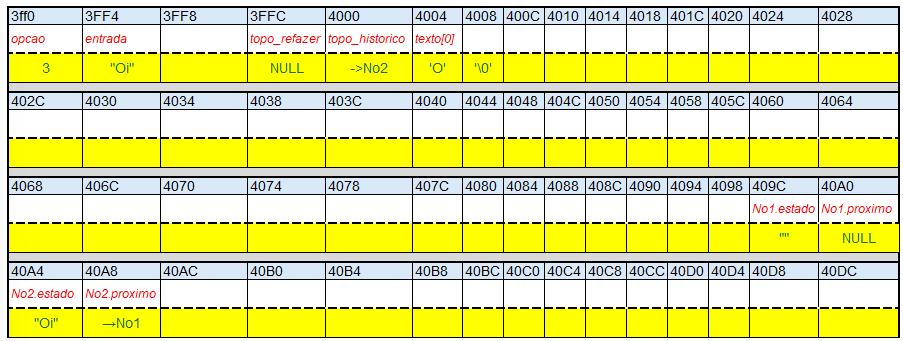 3ff0 3FF4 3FF8 3FFC 4000 4004 4008 400C 4010 4014 4018 401C 4020 4024 4028
opcao entrada topo_refazer topo_historico texto[0]
3 "Oi" NULL ->No2 'O' '\0'
402C 4030 4034 4038 403C 4040 4044 4048 404C 4050 4054 4058 405C 4060 4064
4068 406C 4070 4074 4078 407C 4080 4084 4088 408C 4090 4094 4098 409C 40A0
No1.estado No1.proximo
"" NULL
40A4 40A8 40AC 40B0 40B4 40B8 40BC 40C0 40C4 40C8 40CC 40D0 40D4 40D8 40DC
No2.estado No2.proximo
"Oi" →No1